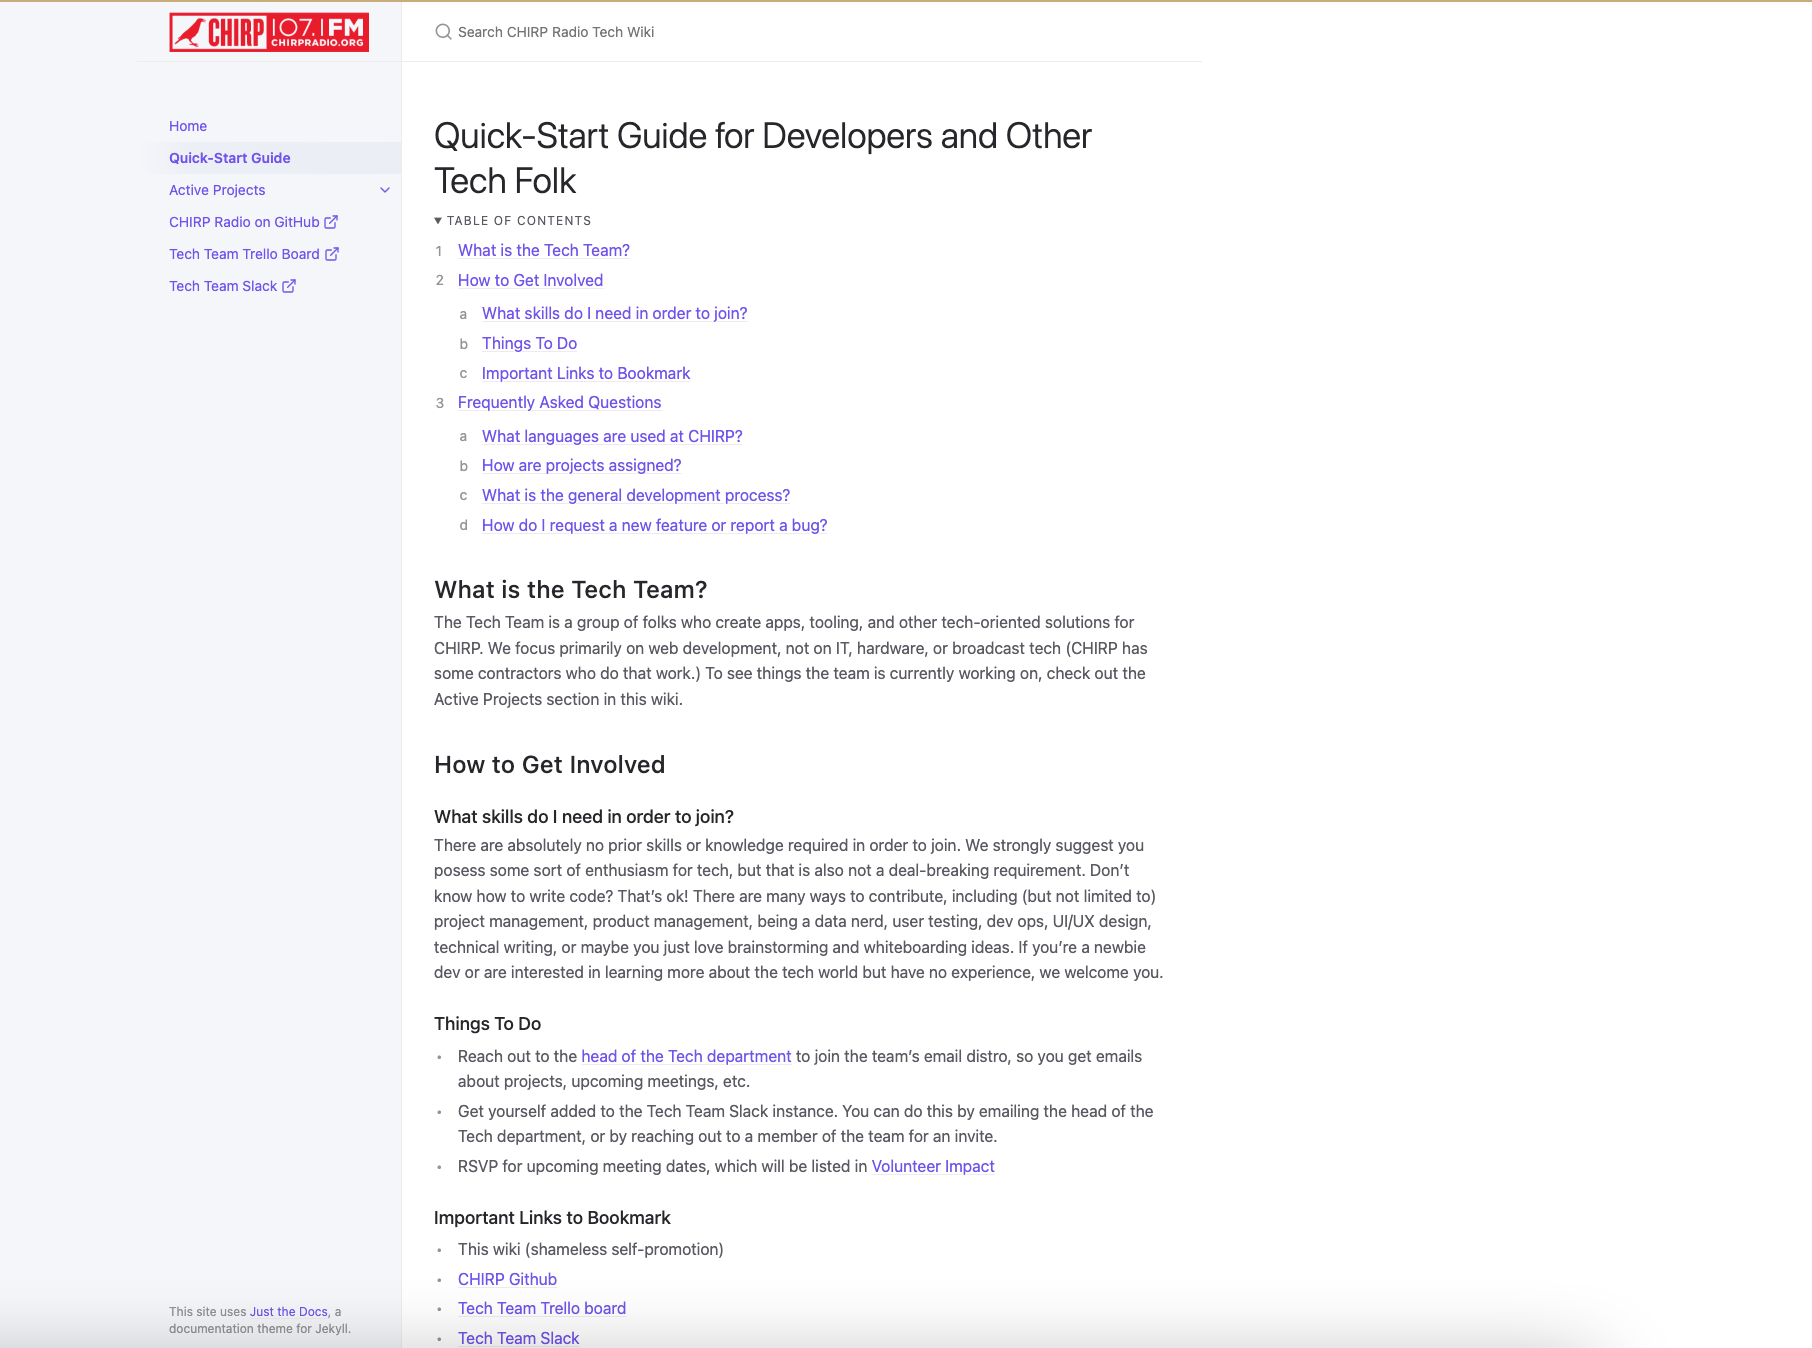 CHIRP 107.1 FM
CHIRPRADIO.ORG
Search CHIRP Radio Tech Wiki
Home
Quick-Start Guide
Active Projects
CHIRP Radio on GitHub
Tech Team Trello Board
Tech Team Slack
Quick-Start Guide for Developers and Other
Tech Folk
▼ TABLE OF CONTENTS
1 What is the Tech Team?
2 How to Get Involved
a What skills do I need in order to join?
b Things To Do
c Important Links to Bookmark
3 Frequently Asked Questions
a What languages are used at CHIRP?
b How are projects assigned?
c What is the general development process?
d How do I request a new feature or report a bug?
What is the Tech Team?
The Tech Team is a group of folks who create apps, tooling, and other tech-oriented solutions for
CHIRP. We focus primarily on web development, not on IT, hardware, or broadcast tech (CHIRP has
some contractors who do that work.) To see things the team is currently working on, check out the
Active Projects section in this wiki.
How to Get Involved
What skills do I need in order to join?
There are absolutely no prior skills or knowledge required in order to join. We strongly suggest you
posess some sort of enthusiasm for tech, but that is also not a deal-breaking requirement. Don’t
know how to write code? That’s ok! There are many ways to contribute, including (but not limited to)
project management, product management, being a data nerd, user testing, dev ops, UI/UX design,
technical writing, or maybe you just love brainstorming and whiteboarding ideas. If you’re a newbie
dev or are interested in learning more about the tech world but have no experience, we welcome you.
Things To Do
• Reach out to the head of the Tech department to join the team’s email distro, so you get emails
about projects, upcoming meetings, etc.
• Get yourself added to the Tech Team Slack instance. You can do this by emailing the head of the
Tech department, or by reaching out to a member of the team for an invite.
• RSVP for upcoming meeting dates, which will be listed in Volunteer Impact
Important Links to Bookmark
• This wiki (shameless self-promotion)
• CHIRP Github
• Tech Team Trello board
• Tech Team Slack
This site uses Just the Docs, a
documentation theme for Jekyll.